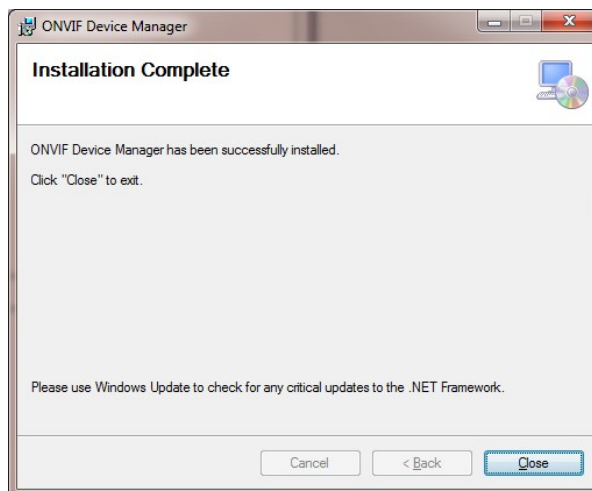 ONVIF Device Manager
Installation Complete
ONVIF Device Manager has been successfully installed.
Click "Close" to exit.
Please use Windows Update to check for any critical updates to the .NET Framework.
Cancel < Back Close